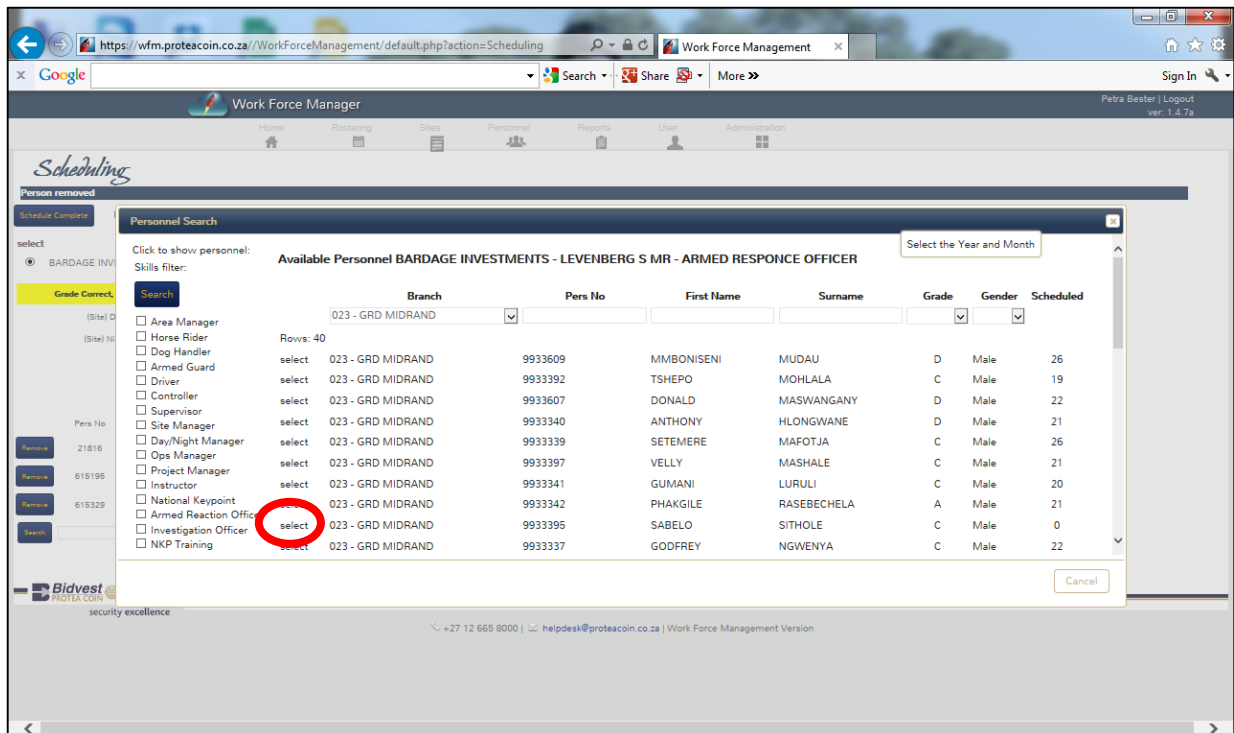 https://wfm.proteacoin.co.za//WorkForceManagement/default.php?action=Scheduling
Work Force Management
x Google
Search
Share
More »
Sign In
Work Force Manager
Petra Bester | Logout
ver: 1.4.7a
Home Rostering Sites Personnel Reports User Administration
Scheduling
Person removed
Schedule Complete
Personnel Search
select
BARDAGE INV
Grade Correct,
(Site) D
(Site) Ni
Pers No
Remove 21816
Remove 615195
Remove 615329
Search
Click to show personnel:
Skills filter:
Search
Area Manager
Horse Rider
Dog Handler
Armed Guard
Driver
Controller
Supervisor
Site Manager
Day/Night Manager
Ops Manager
Project Manager
Instructor
National Keypoint
Armed Reaction Office
Investigation Officer
NKP Training
Select the Year and Month
Available Personnel BARDAGE INVESTMENTS - LEVENBERG S MR - ARMED RESPONCE OFFICER
Branch Pers No First Name Surname Grade Gender Scheduled
023 - GRD MIDRAND
Rows: 40
select 023 - GRD MIDRAND 9933609 MMBONISENI MUDAU D Male 26
select 023 - GRD MIDRAND 9933392 TSHEPO MOHLALA C Male 19
select 023 - GRD MIDRAND 9933607 DONALD MASWANGANY D Male 22
select 023 - GRD MIDRAND 9933340 ANTHONY HLONGWANE D Male 21
select 023 - GRD MIDRAND 9933339 SETEMERE MAFOTJA C Male 26
select 023 - GRD MIDRAND 9933397 VELLY MASHALE C Male 21
select 023 - GRD MIDRAND 9933341 GUMANI LURULI C Male 20
select 023 - GRD MIDRAND 9933342 PHAKGILE RASEBECHELA A Male 21
select 023 - GRD MIDRAND 9933395 SABELO SITHOLE C Male 0
select 023 - GRD MIDRAND 9933337 GODFREY NGWENYA C Male 22
Cancel
Bidvest
PROTEA COIN
security excellence
+27 12 665 8000 | helpdesk@proteacoin.co.za | Work Force Management Version